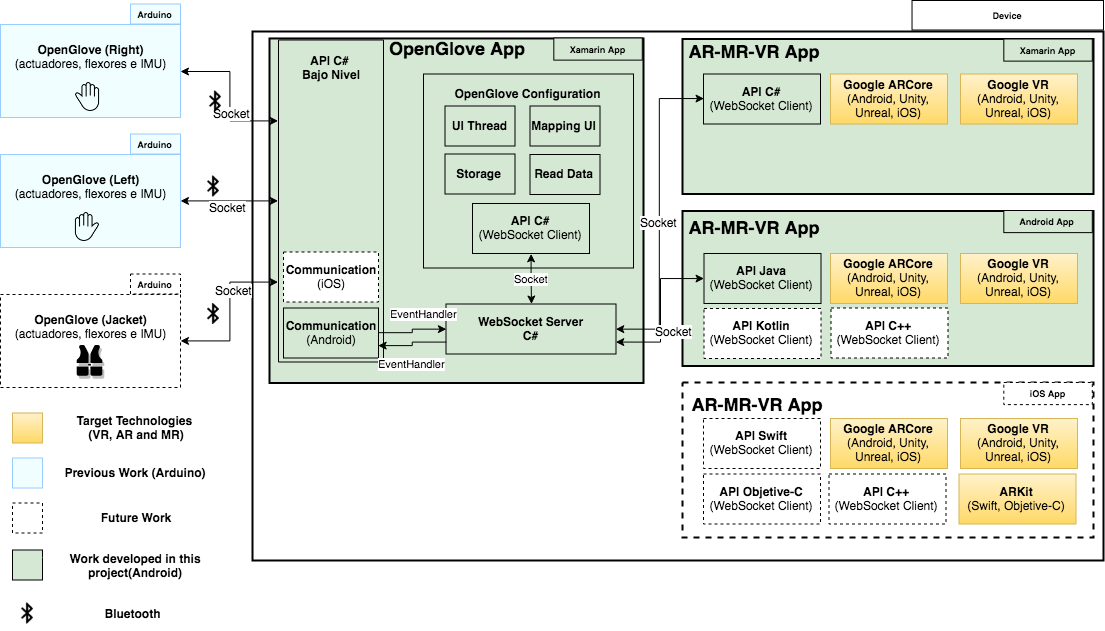 Arduino
OpenGlove (Right)
(actuadores, flexores e IMU)
Socket
Arduino
OpenGlove (Left)
(actuadores, flexores e IMU)
Socket
Arduino
OpenGlove (Jacket)
(actuadores, flexores e IMU)
Socket
Target Technologies
(VR, AR and MR)
Previous Work (Arduino)
Future Work
Work developed in this
project(Android)
Bluetooth
Device
OpenGlove App
Xamarin App
API C#
Bajo Nivel
Communication
(iOS)
Communication
(Android)
OpenGlove Configuration
UI Thread
Mapping UI
Storage
Read Data
API C#
(WebSocket Client)
Socket
EventHandler
EventHandler
WebSocket Server
C#
Socket
Socket
AR-MR-VR App
Xamarin App
API C#
(WebSocket Client)
Google ARCore
(Android, Unity,
Unreal, iOS)
Google VR
(Android, Unity,
Unreal, iOS)
AR-MR-VR App
Android App
API Java
(WebSocket Client)
Google ARCore
(Android, Unity,
Unreal, iOS)
Google VR
(Android, Unity,
Unreal, iOS)
API Kotlin
(WebSocket Client)
API C++
(WebSocket Client)
AR-MR-VR App
iOS App
API Swift
(WebSocket Client)
Google ARCore
(Android, Unity,
Unreal, iOS)
Google VR
(Android, Unity,
Unreal, iOS)
API Objetive-C
(WebSocket Client)
API C++
(WebSocket Client)
ARKit
(Swift, Objetive-C)